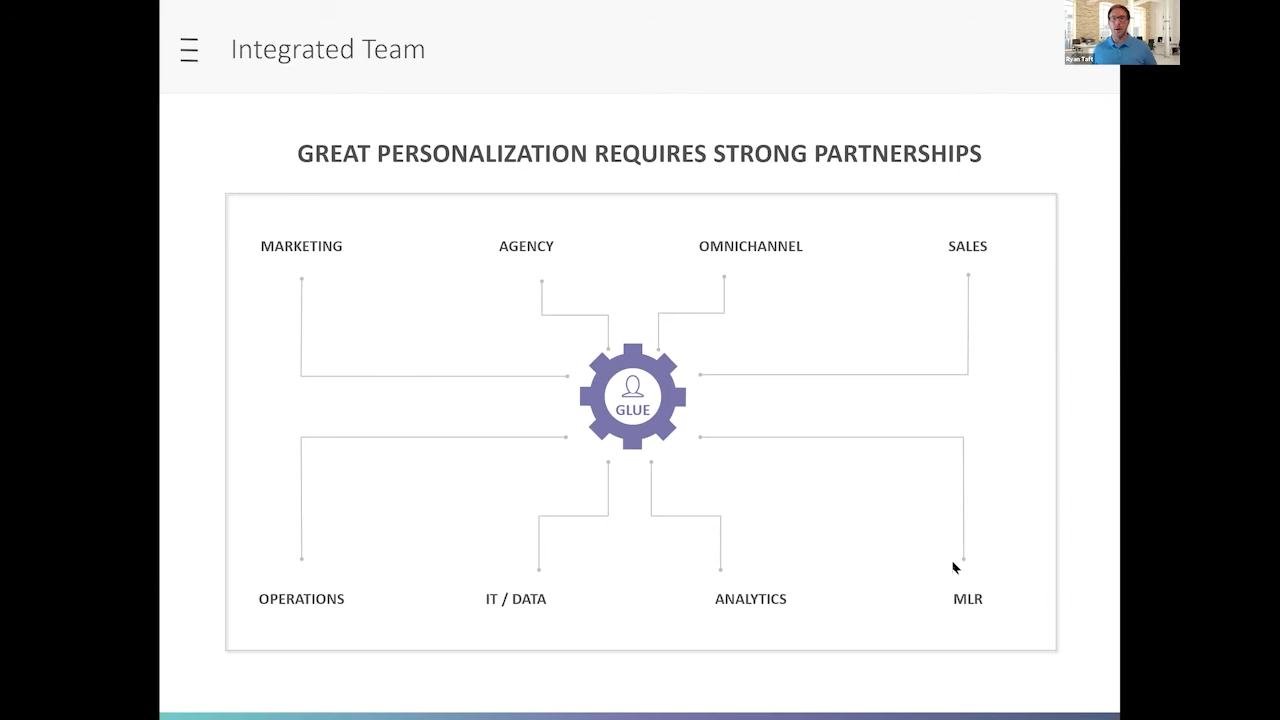 Integrated Team
Ryan Taft
GREAT PERSONALIZATION REQUIRES STRONG PARTNERSHIPS
MARKETING
AGENCY
OMNICHANNEL
SALES
GLUE
OPERATIONS
IT / DATA
ANALYTICS
MLR